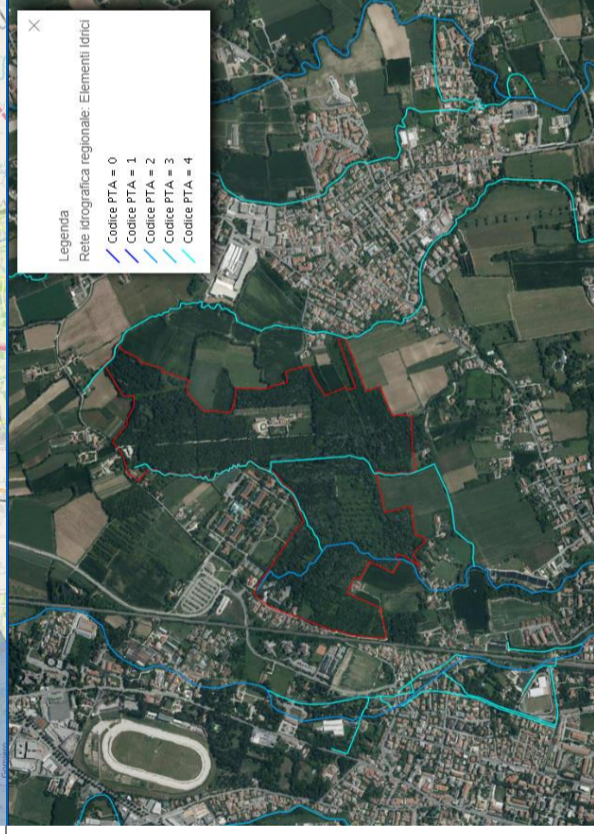 Legenda
Rete idrografica regionale: Elementi Idrici
Codice PTA = 0
Codice PTA = 1
Codice PTA = 2
Codice PTA = 3
Codice PTA = 4